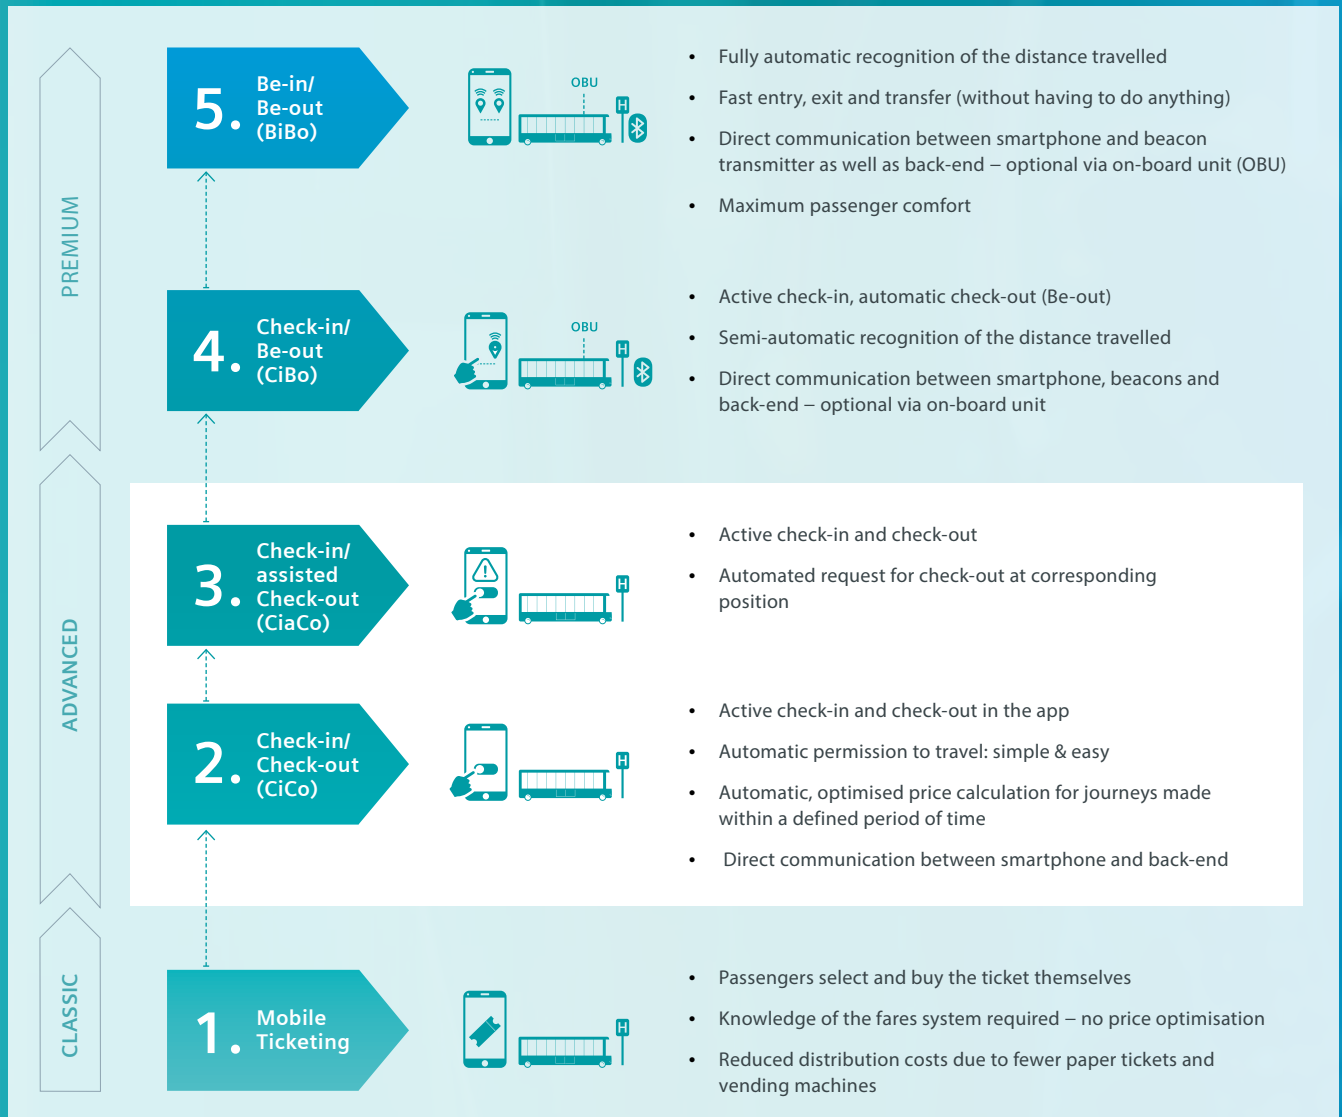 PREMIUM
5.
Be-in/
Be-out
(BiBo)
OBU
H
• Fully automatic recognition of the distance travelled
• Fast entry, exit and transfer (without having to do anything)
• Direct communication between smartphone and beacon
transmitter as well as back-end – optional via on-board unit (OBU)
• Maximum passenger comfort
4.
Check-in/
Be-out
(CiBo)
OBU
H
• Active check-in, automatic check-out (Be-out)
• Semi-automatic recognition of the distance travelled
• Direct communication between smartphone, beacons and
back-end – optional via on-board unit
ADVANCED
3.
Check-in/
assisted
Check-out
(CiaCo)
H
• Active check-in and check-out
• Automated request for check-out at corresponding
position
2.
Check-in/
Check-out
(CiCo)
H
• Active check-in and check-out in the app
• Automatic permission to travel: simple & easy
• Automatic, optimised price calculation for journeys made
within a defined period of time
• Direct communication between smartphone and back-end
CLASSIC
1.
Mobile
Ticketing
H
• Passengers select and buy the ticket themselves
• Knowledge of the fares system required – no price optimisation
• Reduced distribution costs due to fewer paper tickets and
vending machines